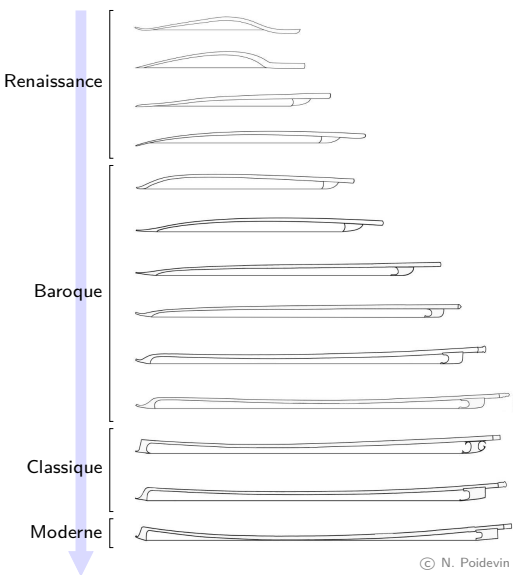 Renaissance
Baroque
Classique
Moderne
© N. Poidevin